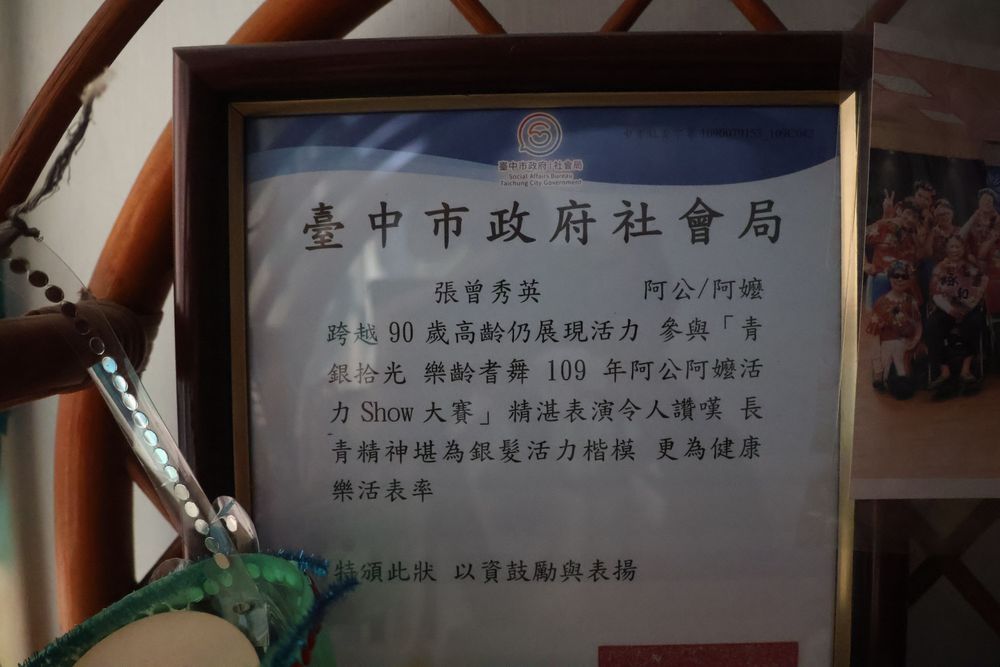 臺中市政府社會局
Social Affairs Bureau
Taichung City Government
臺中市政府社會局
張曾秀英 阿公/阿嬤
跨越 90 歲高齡仍展現活力 參與「青
銀拾光 樂齡耆舞 109 年阿公阿嬤活
力 Show 大賽」精湛表演令人讚嘆 長
青精神堪為銀髮活力楷模 更為健康
樂活表率
特頒此狀 以資鼓勵與表揚